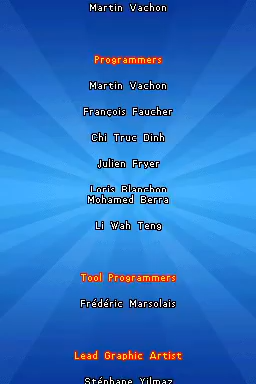 Martin Vachon
Programmers
Martin Vachon
François Faucher
Chi Truc Dinh
Julien Fryer
Loris Blanchon
Mohamed Berra
Li Wah Teng
Tool Programmers
Frédéric Marsolais
Lead Graphic Artist
Stéphane Yilmaz